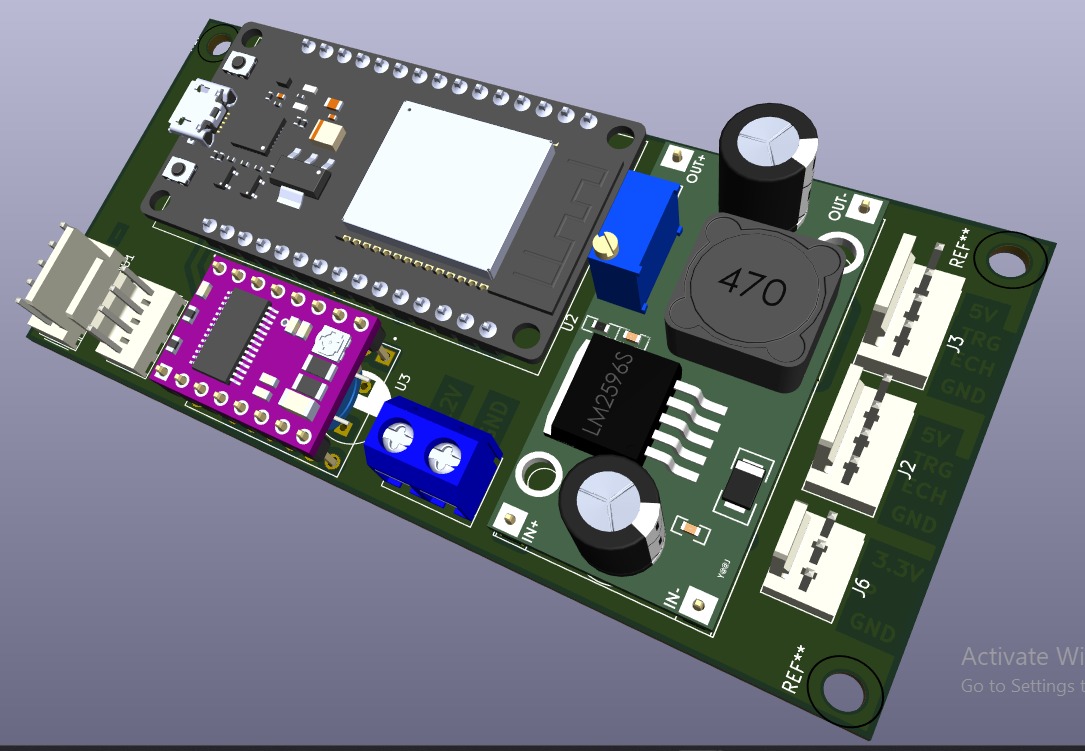 OUT+
OUT-
REF**
470
U2
5V
TRG
ECH
GND
J3
LM2596S
U3
12V
GND
5V
TRG
ECH
GND
J2
IN+
IN-
3.3V
GND
J6
REF**
Activate Wi
Go to Settings t